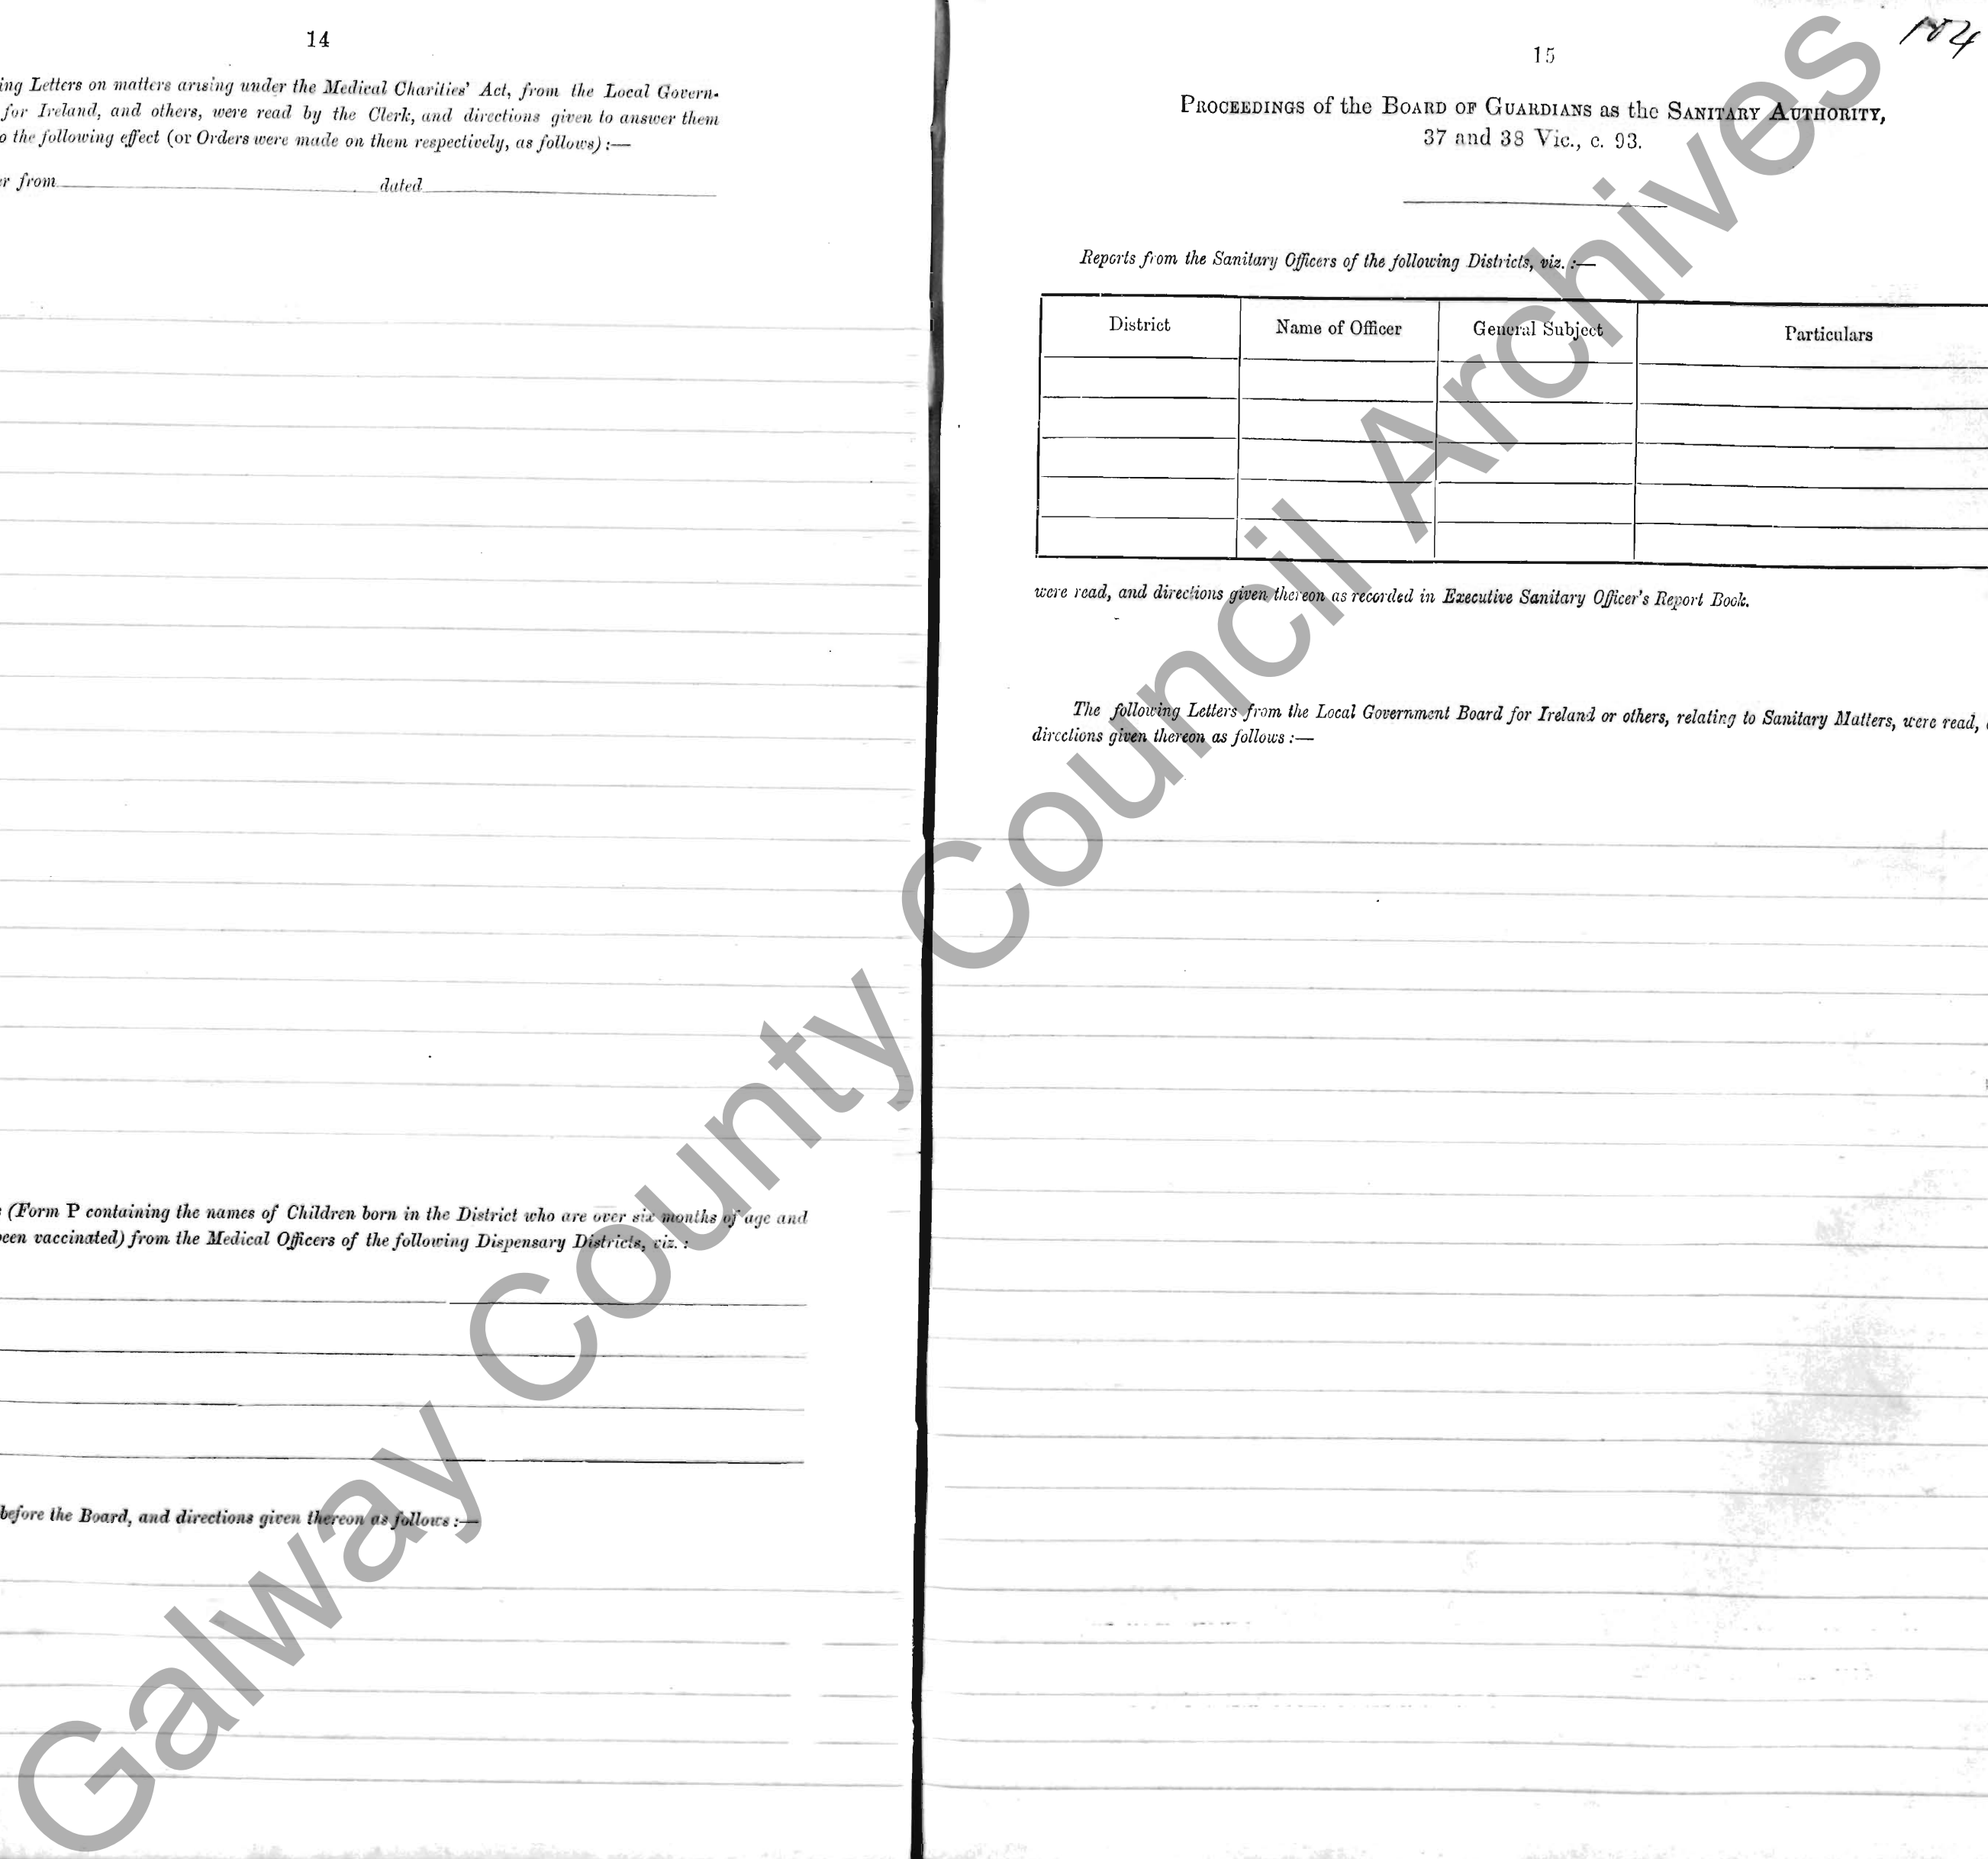 14
ing Letters on matters arising under the Medical Charities' Act, from the Local Govern-
for Ireland, and others, were read by the Clerk, and directions given to answer them
o the following effect (or Orders were made on them respectively, as follows) :—
r from dated
(Form P containing the names of Children born in the District who are over six months of age and
een vaccinated) from the Medical Officers of the following Dispensary Districts, viz. :
before the Board, and directions given thereon as follows :—
15
104
PROCEEDINGS of the BOARD OF GUARDIANS as the SANITARY AUTHORITY,
37 and 38 Vic., c. 93.
Reports from the Sanitary Officers of the following Districts, viz. :—
District Name of Officer General Subject Particulars
were read, and directions given thereon as recorded in Executive Sanitary Officer's Report Book.
The following Letters from the Local Government Board for Ireland or others, relating to Sanitary Matters, were read,
directions given thereon as follows :—
Galway County Council Archives